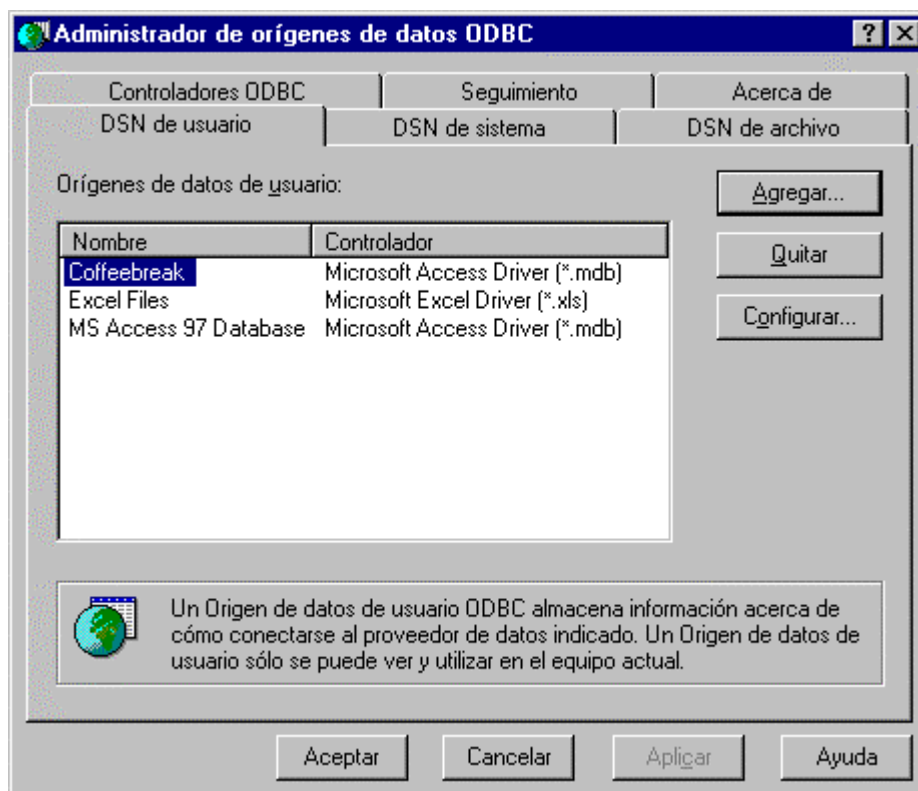 Administrador de orígenes de datos ODBC
Controladores ODBC Seguimiento Acerca de
DSN de usuario DSN de sistema DSN de archivo
Orígenes de datos de usuario:
Agregar...
Nombre Controlador
Coffeebreak Microsoft Access Driver (*.mdb)
Excel Files Microsoft Excel Driver (*.xls)
MS Access 97 Database Microsoft Access Driver (*.mdb)
Quitar
Configurar...
Un Origen de datos de usuario ODBC almacena información acerca de
cómo conectarse al proveedor de datos indicado. Un Origen de datos de
usuario sólo se puede ver y utilizar en el equipo actual.
Aceptar Cancelar Aplicar Ayuda